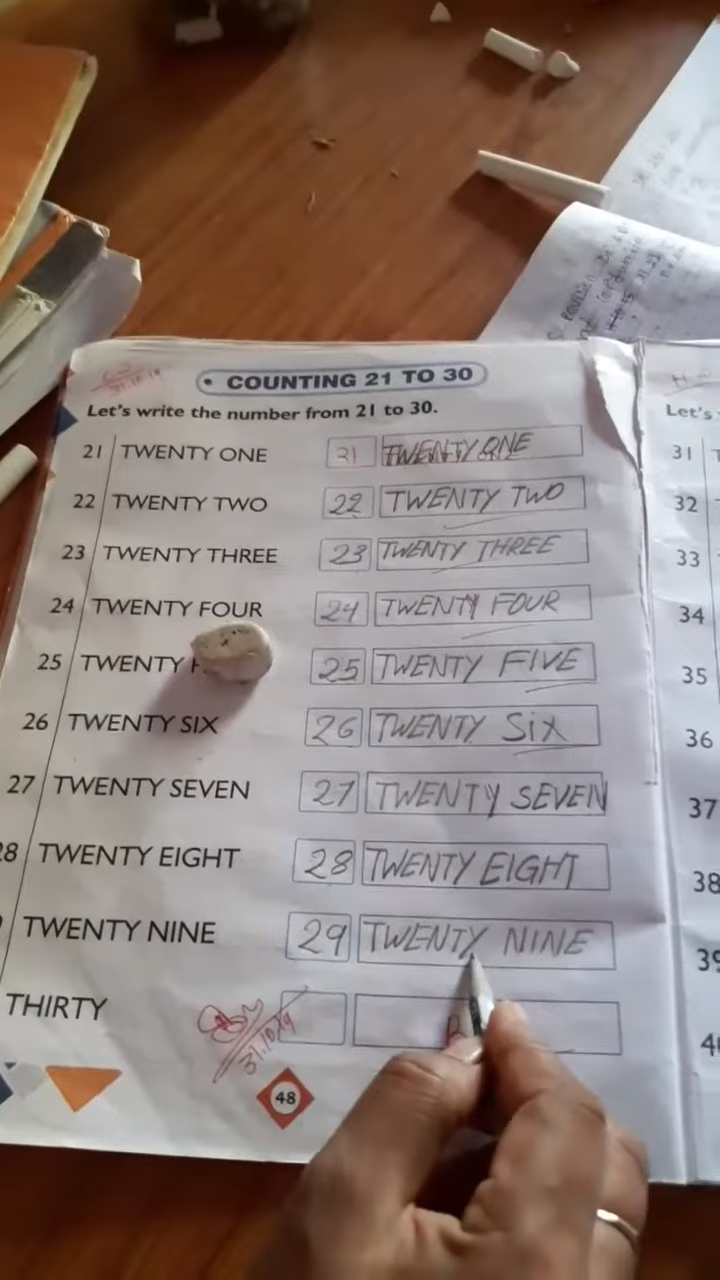 31.10.19
COUNTING 21 TO 30
Let's write the number from 21 to 30.
21 TWENTY ONE 21 TWENTY ONE
22 TWENTY TWO 22 TWENTY TWO
23 TWENTY THREE 23 TWENTY THREE
24 TWENTY FOUR 24 TWENTY FOUR
25 TWENTY 25 TWENTY FIVE
26 TWENTY SIX 26 TWENTY Six
27 TWENTY SEVEN 27 TWENTY SEVEN
28 TWENTY EIGHT 28 TWENTY EIGHT
TWENTY NINE 29 TWENTY NINE
THIRTY
31.10.19
48
Let's
31
32
33
34
35
36
37
38
39